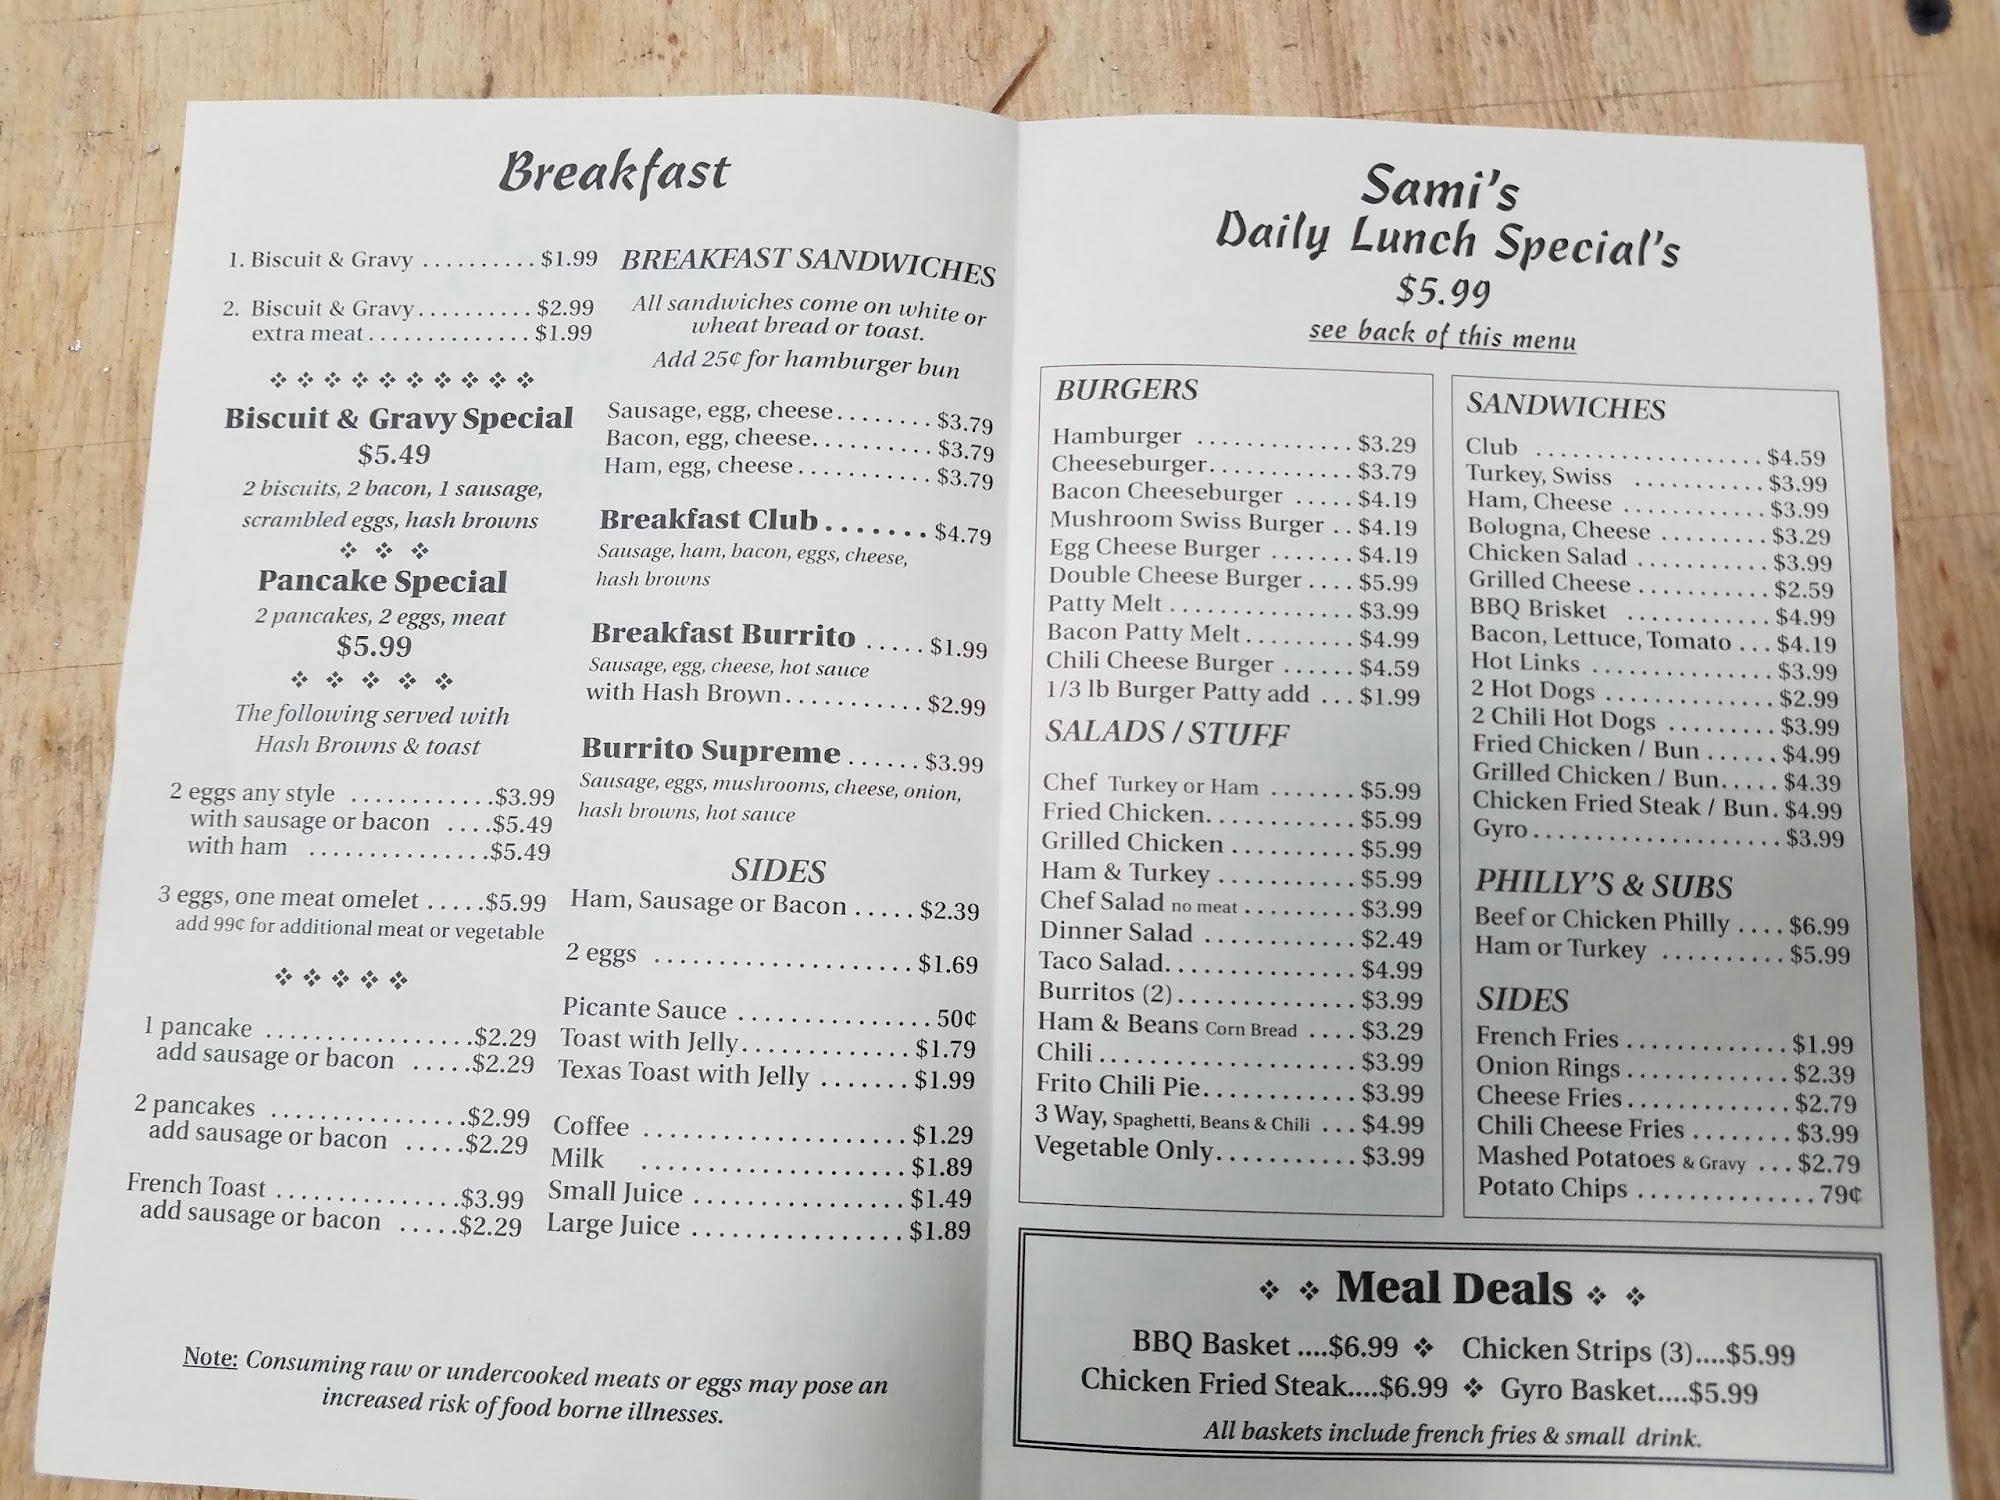 Breakfast
1. Biscuit & Gravy .......... $1.99
2. Biscuit & Gravy.......... $2.99
extra meat.............. $1.99
Biscuit & Gravy Special
$5.49
2 biscuits, 2 bacon, 1 sausage,
scrambled eggs, hash browns
Pancake Special
2 pancakes, 2 eggs, meat
$5.99
The following served with
Hash Browns & toast
2 eggs any style ............$3.99
with sausage or bacon ....$5.49
with ham ...............$5.49
3 eggs, one meat omelet .....$5.99
add 99¢ for additional meat or vegetable
1 pancake ..................$2.29
add sausage or bacon .....$2.29
2 pancakes .................$2.99
add sausage or bacon .....$2.29
French Toast ................$3.99
add sausage or bacon .....$2.29
BREAKFAST SANDWICHES
All sandwiches come on white or
wheat bread or toast.
Add 25¢ for hamburger bun
Sausage, egg, cheese........ $3.79
Bacon, egg, cheese.......... $3.79
Ham, egg, cheese........... $3.79
Breakfast Club....... $4.79
Sausage, ham, bacon, eggs, cheese,
hash browns
Breakfast Burrito ..... $1.99
Sausage, egg, cheese, hot sauce
with Hash Brown............ $2.99
Burrito Supreme ...... $3.99
Sausage, eggs, mushrooms, cheese, onion,
hash browns, hot sauce
SIDES
Ham, Sausage or Bacon ..... $2.39
2 eggs .................... $1.69
Picante Sauce ............... 50¢
Toast with Jelly............. $1.79
Texas Toast with Jelly ....... $1.99
Coffee ..................... $1.29
Milk ..................... $1.89
Small Juice ................. $1.49
Large Juice ................. $1.89
Note: Consuming raw or undercooked meats or eggs may pose an
increased risk of food borne illnesses.
Sami's
Daily Lunch Special's
$5.99
see back of this menu
BURGERS
Hamburger ............ $3.29
Cheeseburger........... $3.79
Bacon Cheeseburger ..... $4.19
Mushroom Swiss Burger .. $4.19
Egg Cheese Burger ....... $4.19
Double Cheese Burger .... $5.99
Patty Melt .............. $3.99
Bacon Patty Melt......... $4.99
Chili Cheese Burger ...... $4.59
1/3 lb Burger Patty add ... $1.99
SALADS / STUFF
Chef Turkey or Ham ....... $5.99
Fried Chicken............ $5.99
Grilled Chicken .......... $5.99
Ham & Turkey ........... $5.99
Chef Salad no meat ......... $3.99
Dinner Salad ............ $2.49
Taco Salad............... $4.99
Burritos (2).............. $3.99
Ham & Beans Corn Bread .... $3.29
Chili .................... $3.99
Frito Chili Pie............ $3.99
3 Way, Spaghetti, Beans & Chili ... $4.99
Vegetable Only........... $3.99
SANDWICHES
Club ................... $4.59
Turkey, Swiss ........... $3.99
Ham, Cheese ............ $3.99
Bologna, Cheese ......... $3.29
Chicken Salad ........... $3.99
Grilled Cheese ........... $2.59
BBQ Brisket ............ $4.99
Bacon, Lettuce, Tomato ... $4.19
Hot Links ............... $3.99
2 Hot Dogs .............. $2.99
2 Chili Hot Dogs ......... $3.99
Fried Chicken / Bun ...... $4.99
Grilled Chicken / Bun..... $4.39
Chicken Fried Steak / Bun. $4.99
Gyro..................... $3.99
PHILLY'S & SUBS
Beef or Chicken Philly .... $6.99
Ham or Turkey .......... $5.99
SIDES
French Fries ............. $1.99
Onion Rings.............. $2.39
Cheese Fries ............. $2.79
Chili Cheese Fries ........ $3.99
Mashed Potatoes & Gravy ... $2.79
Potato Chips ............... 79¢
Meal Deals
BBQ Basket ....$6.99 ❖ Chicken Strips (3)....$5.99
Chicken Fried Steak....$6.99 ❖ Gyro Basket....$5.99
All baskets include french fries & small drink.